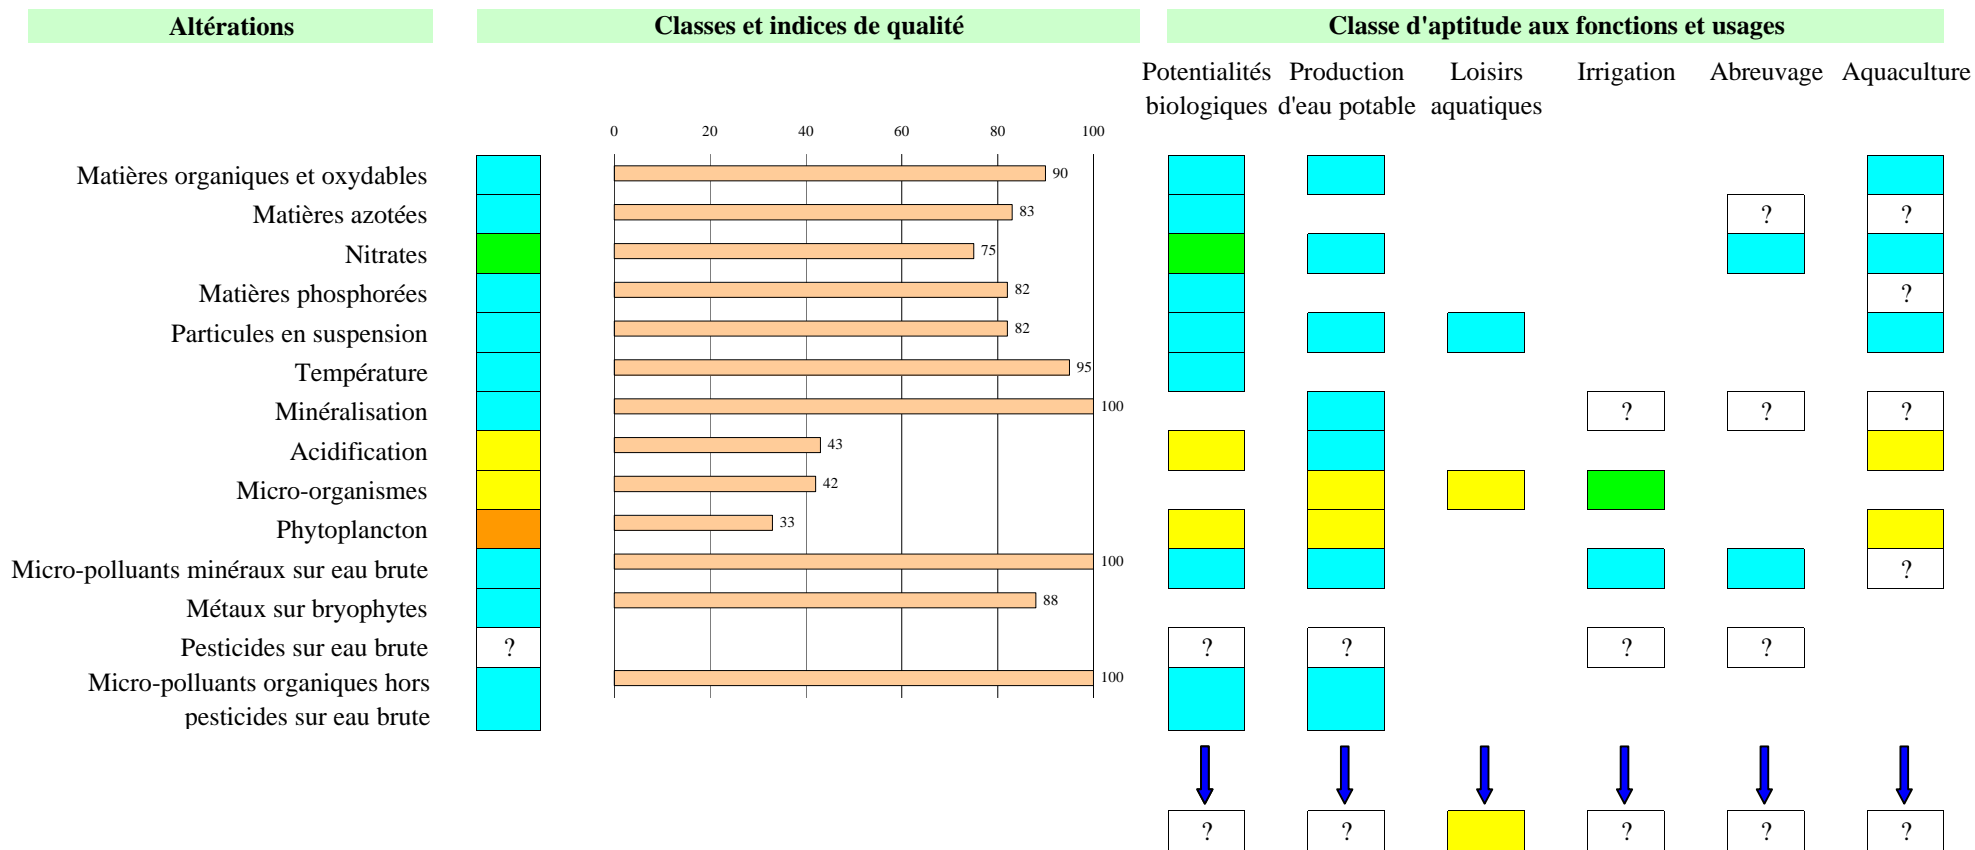 Altérations Classes et indices de qualité Classe d'aptitude aux fonctions et usages
Potentialités Production Loisirs Irrigation Abreuvage Aquaculture
biologiques d'eau potable aquatiques
0 20 40 60 80 100
Matières organiques et oxydables 90
Matières azotées 83 ? ?
Nitrates 75
Matières phosphorées 82 ?
Particules en suspension 82
Température 95
Minéralisation 100 ? ? ?
Acidification 43
Micro-organismes 42
Phytoplancton 33
Micro-polluants minéraux sur eau brute 100 ?
Métaux sur bryophytes 88
Pesticides sur eau brute ? ? ? ? ?
Micro-polluants organiques hors 100
pesticides sur eau brute
? ? ? ? ?